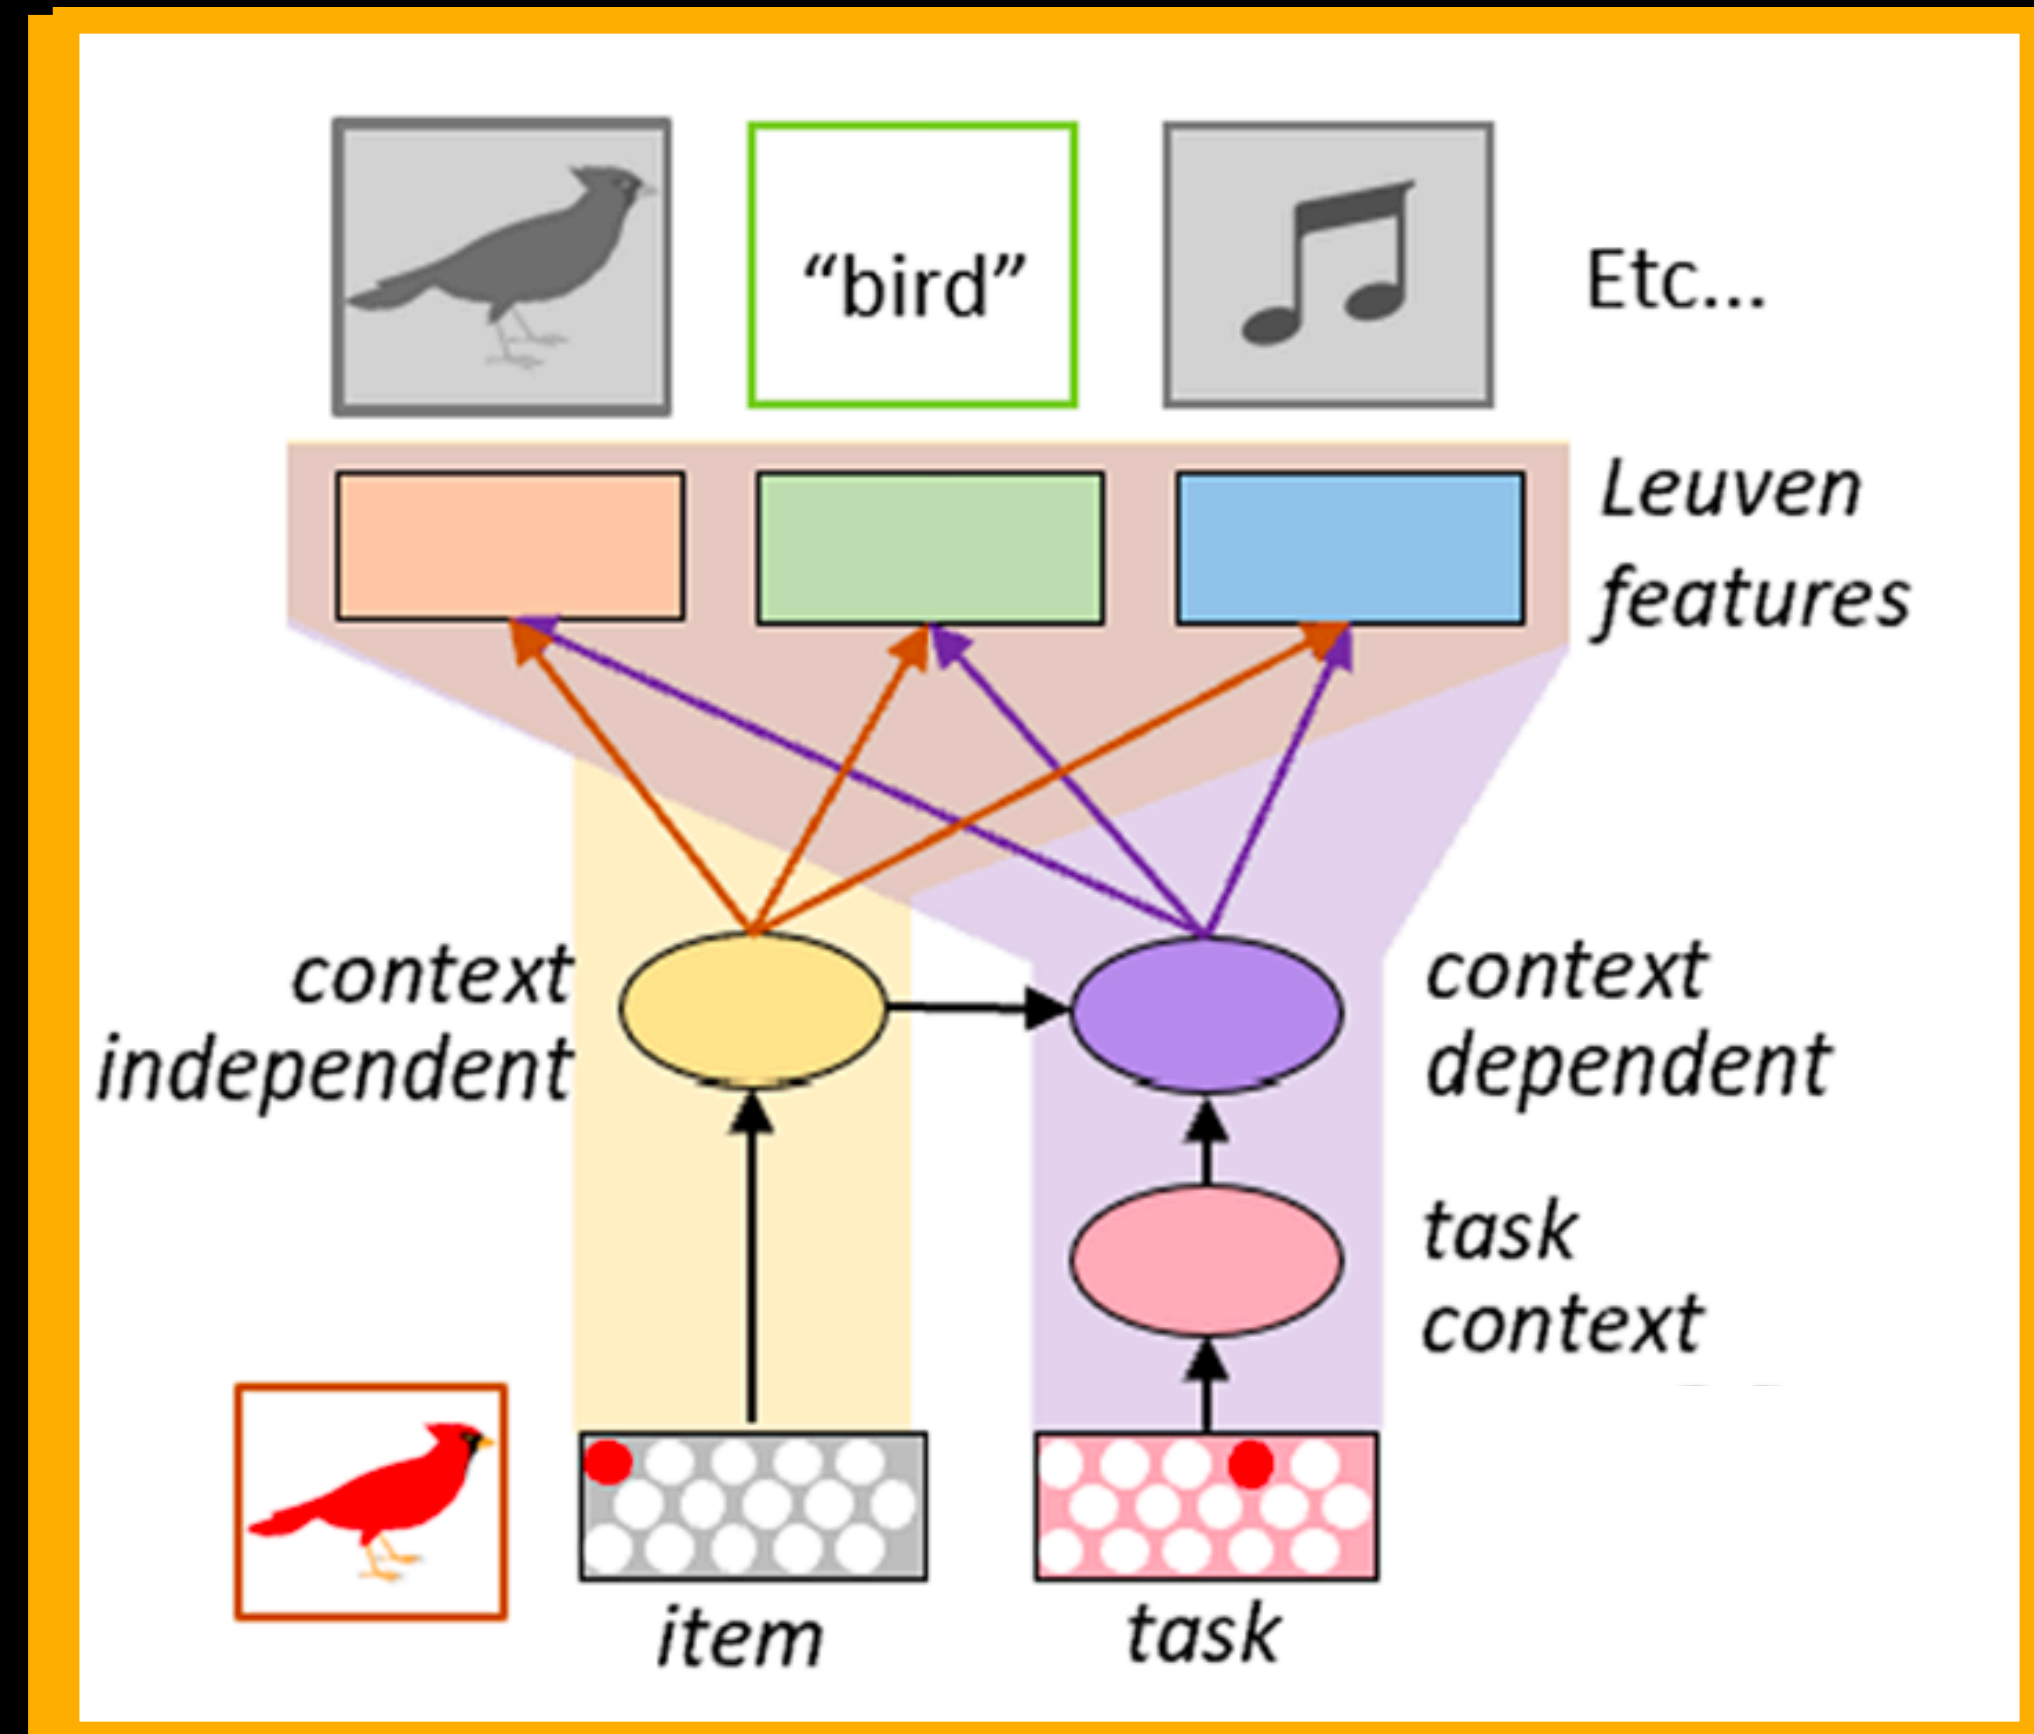 “bird”
Etc...
Leuven
features
context
independent
context
dependent
task
context
item
task